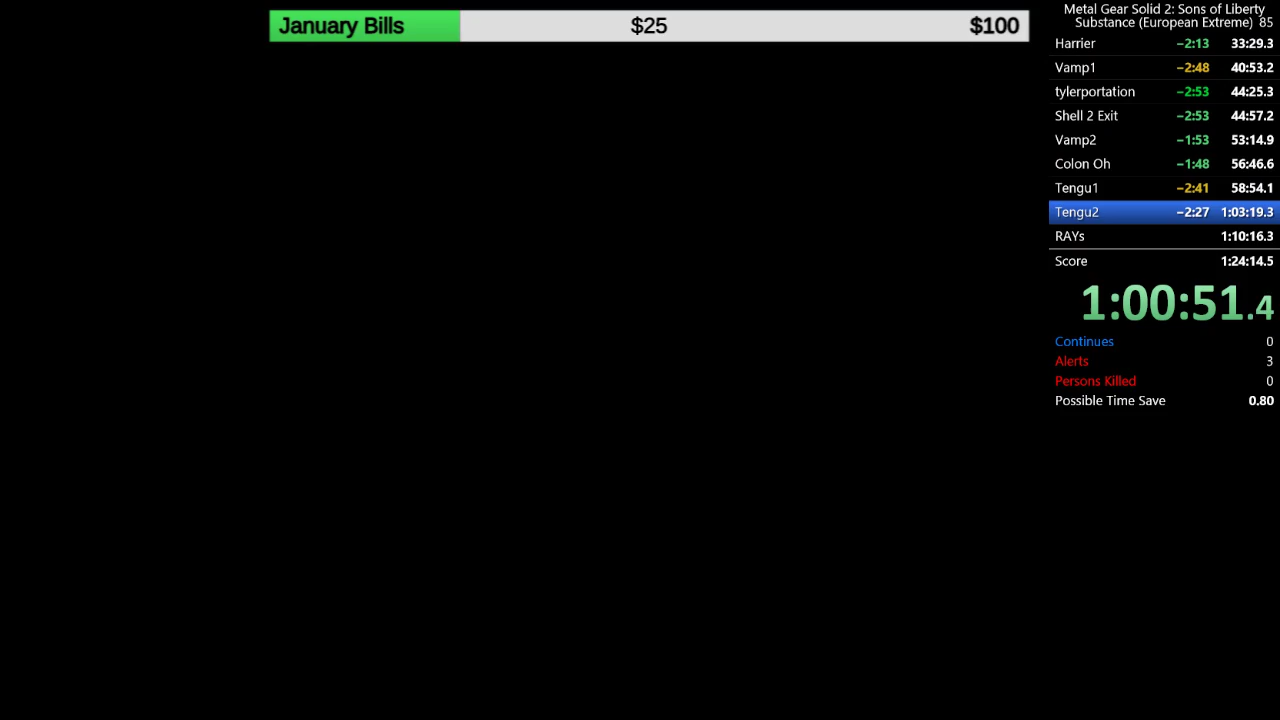 January Bills $25 $100
Metal Gear Solid 2: Sons of Liberty
Substance (European Extreme) 85
Harrier −2:13 33:29.3
Vamp1 −2:48 40:53.2
tylerportation −2:53 44:25.3
Shell 2 Exit −2:53 44:57.2
Vamp2 −1:53 53:14.9
Colon Oh −1:48 56:46.6
Tengu1 −2:41 58:54.1
Tengu2 −2:27 1:03:19.3
RAYs 1:10:16.3
Score 1:24:14.5
1:00:51.4
Continues 0
Alerts 3
Persons Killed 0
Possible Time Save 0.80